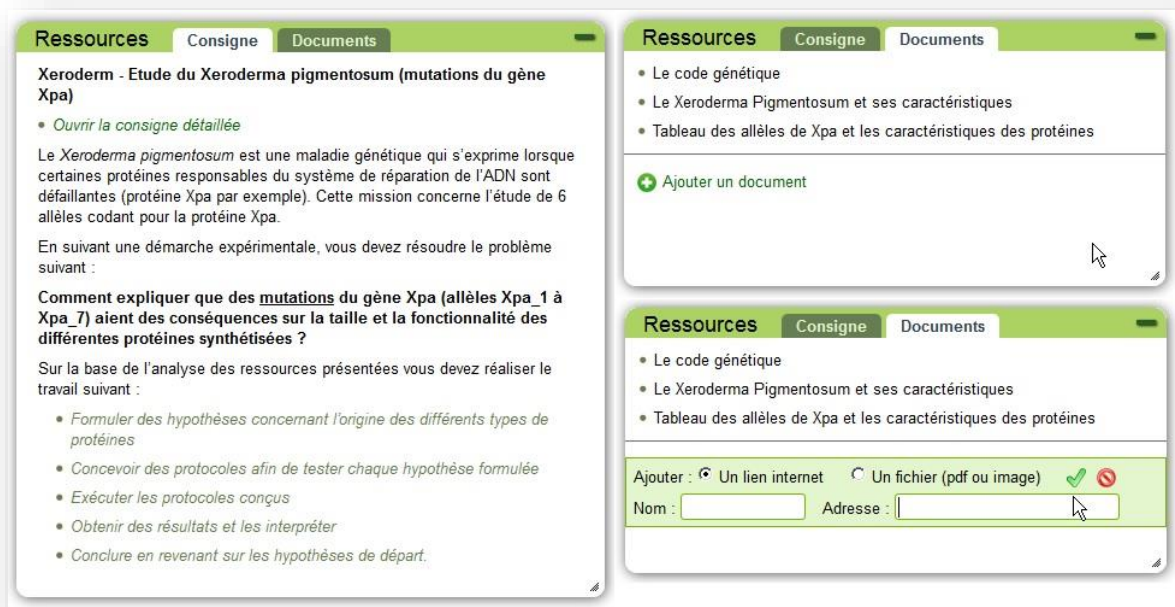 Ressources Consigne Documents
Xeroderm - Etude du Xeroderma pigmentosum (mutations du gène
Xpa)
Ouvrir la consigne détaillée
Le Xeroderma pigmentosum est une maladie génétique qui s'exprime lorsque
certaines protéines responsables du système de réparation de l'ADN sont
défaillantes (protéine Xpa par exemple). Cette mission concerne l'étude de 6
allèles codant pour la protéine Xpa.
En suivant une démarche expérimentale, vous devez résoudre le problème
suivant :
Comment expliquer que des mutations du gène Xpa (allèles Xpa_1 à
Xpa_7) aient des conséquences sur la taille et la fonctionnalité des
différentes protéines synthétisées ?
Sur la base de l'analyse des ressources présentées vous devez réaliser le
travail suivant :
Formuler des hypothèses concernant l'origine des différents types de
protéines
Concevoir des protocoles afin de tester chaque hypothèse formulée
Exécuter les protocoles conçus
Obtenir des résultats et les interpréter
Conclure en revenant sur les hypothèses de départ.
Ressources Consigne Documents
Le code génétique
Le Xeroderma Pigmentosum et ses caractéristiques
Tableau des allèles de Xpa et les caractéristiques des protéines
Ajouter un document
Ressources Consigne Documents
Le code génétique
Le Xeroderma Pigmentosum et ses caractéristiques
Tableau des allèles de Xpa et les caractéristiques des protéines
Ajouter : Un lien internet Un fichier (pdf ou image)
Nom : Adresse :